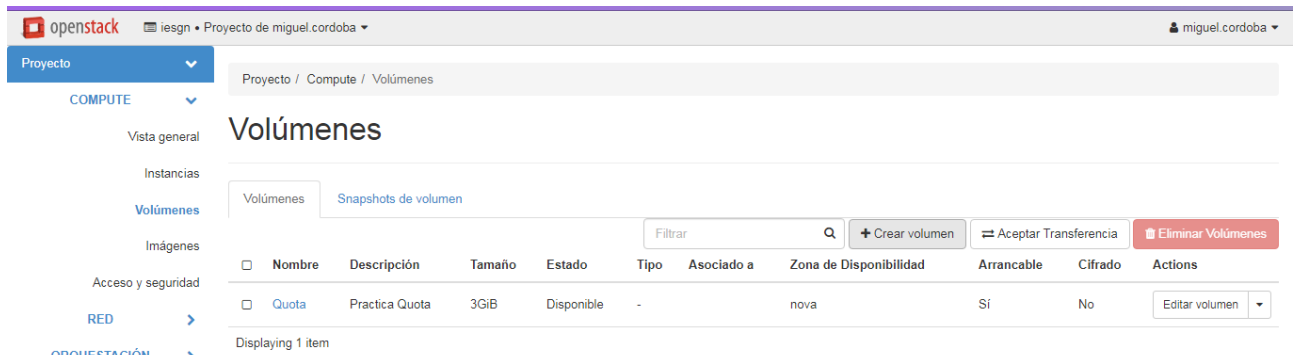 openstack iesgn • Proyecto de miguel.cordoba miguel.cordoba
Proyecto
COMPUTE
Vista general
Instancias
Volúmenes
Imágenes
Acceso y seguridad
RED
ORQUESTACIÓN
Proyecto / Compute / Volúmenes
Volúmenes
Volúmenes Snapshots de volumen
Filtrar + Crear volumen Aceptar Transferencia Eliminar Volúmenes
Nombre Descripción Tamaño Estado Tipo Asociado a Zona de Disponibilidad Arrancable Cifrado Actions
Quota Practica Quota 3GiB Disponible - nova Sí No Editar volumen
Displaying 1 item